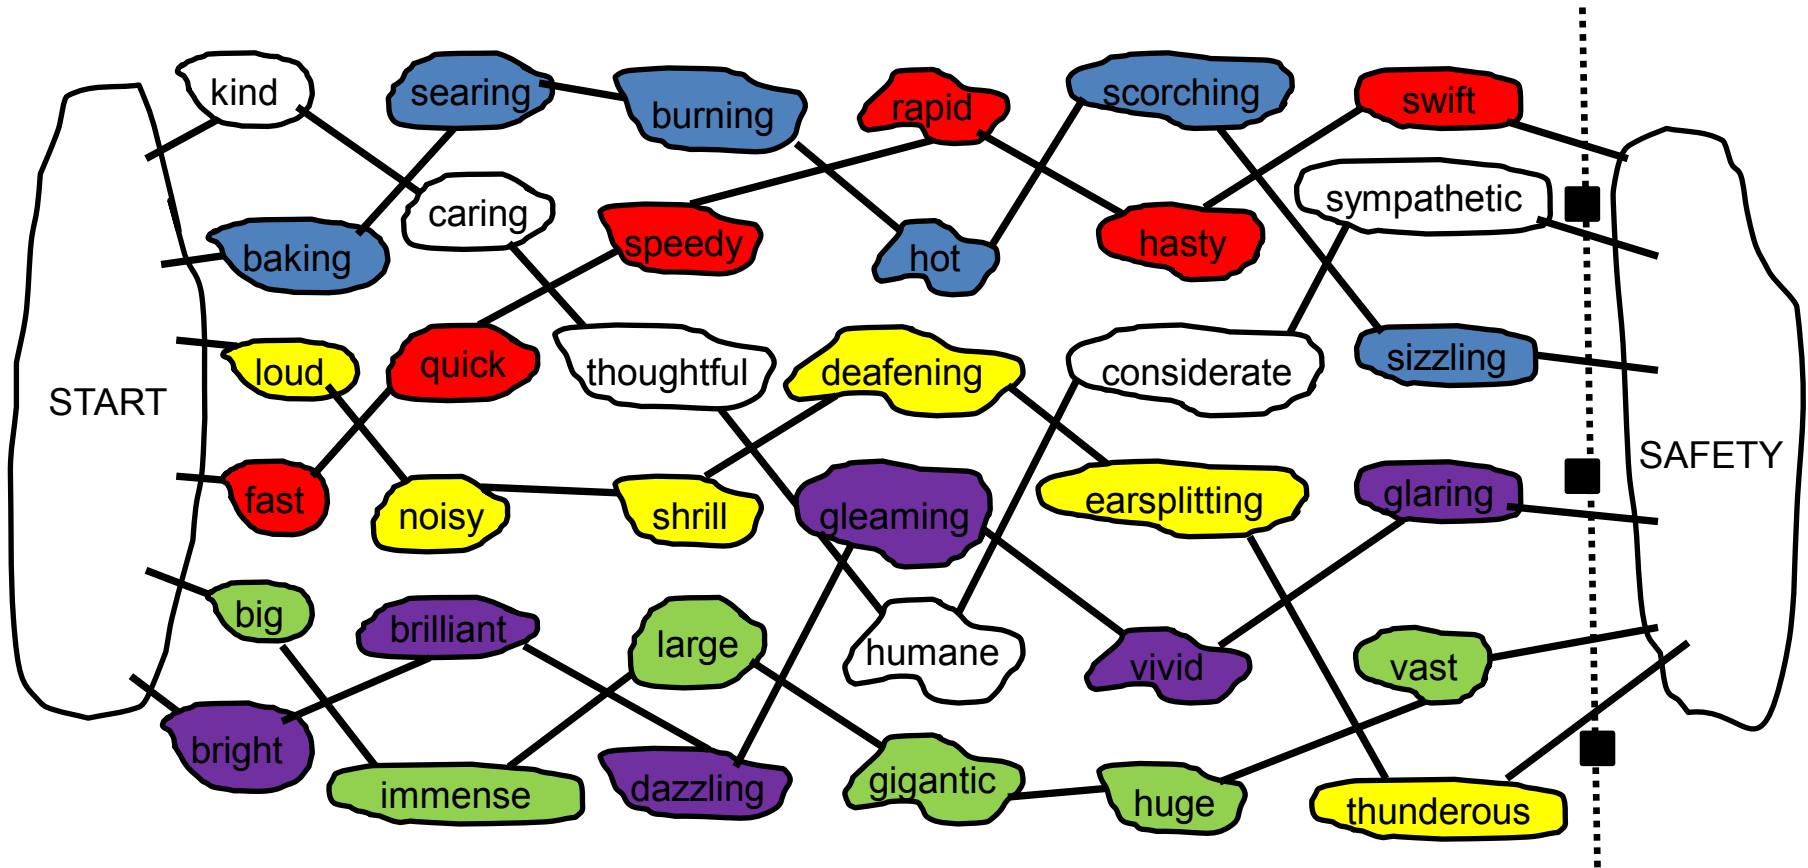 kind
searing
burning
rapid
scorching
swift
caring
speedy
hasty
sympathetic
baking
hot
loud
quick
thoughtful
deafening
considerate
sizzling
START
SAFETY
fast
noisy
shrill
gleaming
earsplitting
glaring
big
brilliant
large
humane
vivid
vast
bright
immense
dazzling
gigantic
huge
thunderous